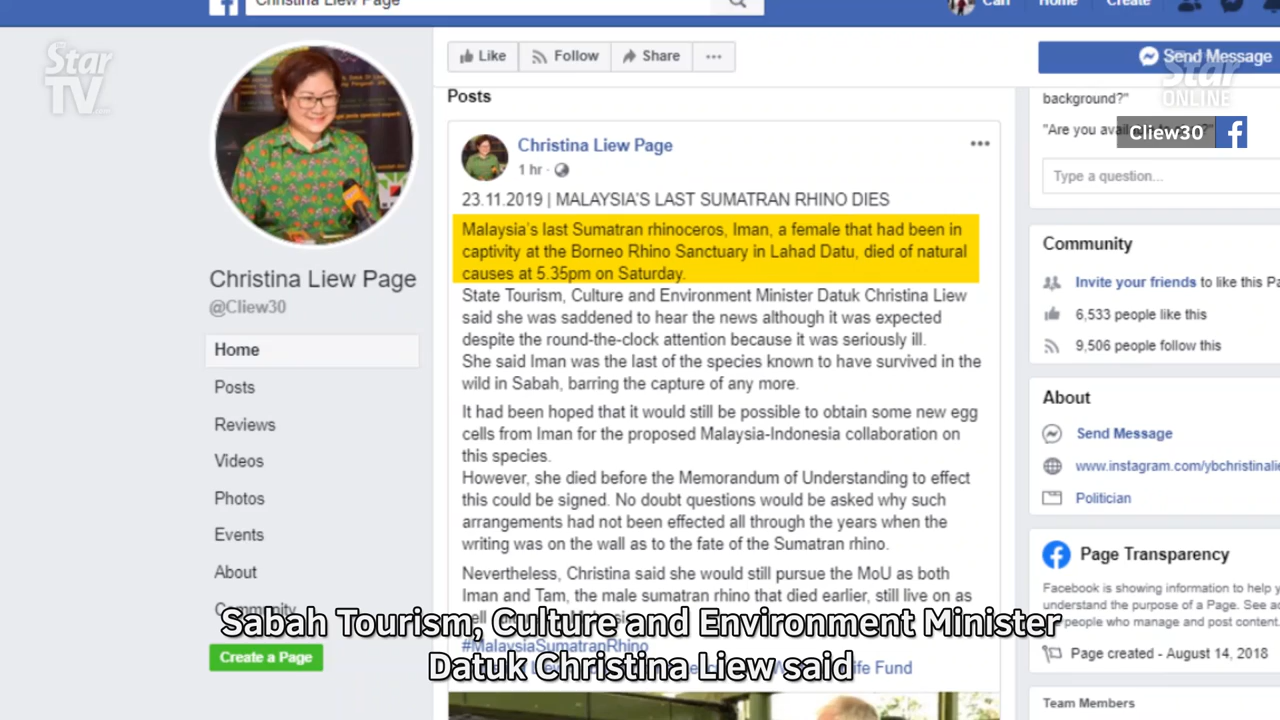 Christina Liew Page
Carl
Home
Create
Star
TV
Like
Follow
Share
Send Message
Star
ONLINE
Posts
background?"
"Are you
Cliew30
Type a question...
Christina Liew Page
1 hr
23.11.2019 | MALAYSIA'S LAST SUMATRAN RHINO DIES
Malaysia's last Sumatran rhinoceros, Iman, a female that had been in
captivity at the Borneo Rhino Sanctuary in Lahad Datu, died of natural
causes at 5.35pm on Saturday.
State Tourism, Culture and Environment Minister Datuk Christina Liew
said she was saddened to hear the news although it was expected
despite the round-the-clock attention because it was seriously ill.
She said Iman was the last of the species known to have survived in the
wild in Sabah, barring the capture of any more.
It had been hoped that it would still be possible to obtain some new egg
cells from Iman for the proposed Malaysia-Indonesia collaboration on
this species.
However, she died before the Memorandum of Understanding to effect
this could be signed. No doubt questions would be asked why such
arrangements had not been effected all through the years when the
writing was on the wall as to the fate of the Sumatran rhino.
Nevertheless, Christina said she would still pursue the MoU as both
Iman and Tam, the male sumatran rhino that died earlier, still live on as
#MalaysiaSumatranRhino
Fund
Christina Liew Page
@Cliew30
Home
Posts
Reviews
Videos
Photos
Events
About
Community
Create a Page
Community
Invite your friends to like this
6,533 people like this
9,506 people follow this
About
Send Message
www.instagram.com/ybchristinalie
Politician
Page Transparency
Facebook is showing information to help
understand the purpose of a Page. See
people who manage and post content.
Page created - August 14, 2018
Team Members
Sabah Tourism, Culture and Environment Minister
Datuk Christina Liew said